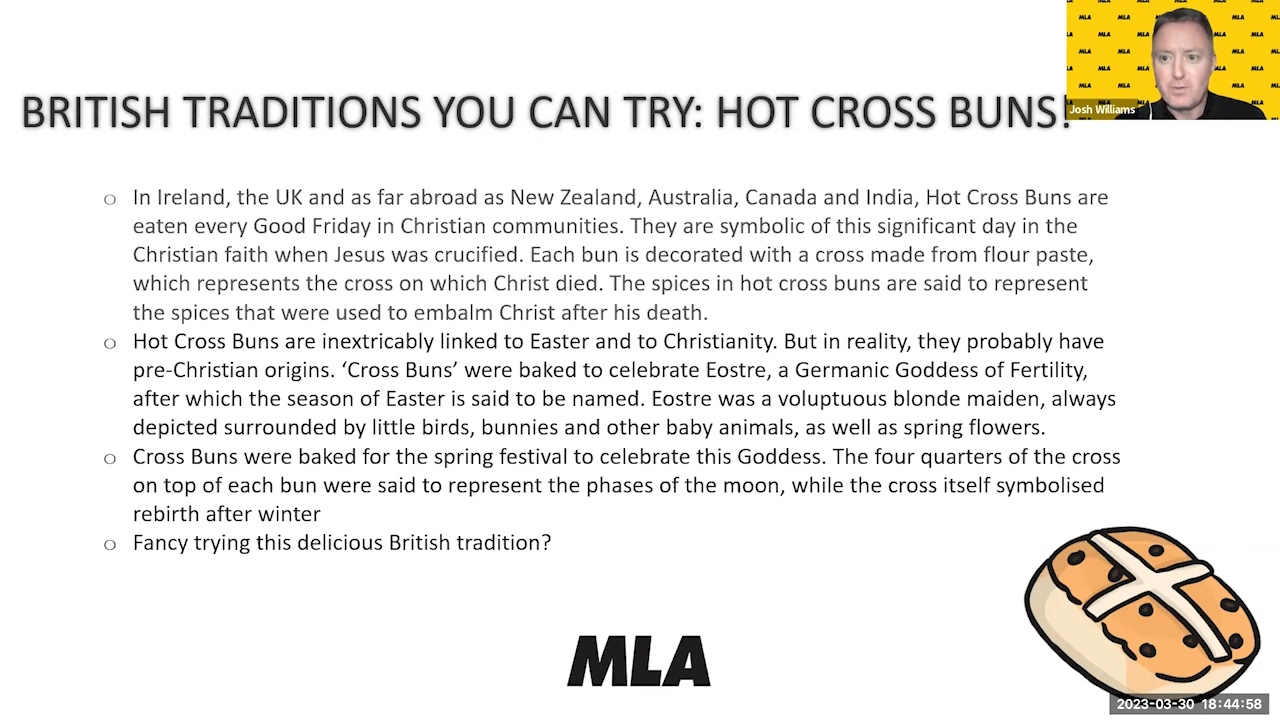 BRITISH TRADITIONS YOU CAN TRY: HOT CROSS BUNS!
MLA MLA MLA MLA
MLA MLA
MLA
Josh Williams
○ In Ireland, the UK and as far abroad as New Zealand, Australia, Canada and India, Hot Cross Buns are
eaten every Good Friday in Christian communities. They are symbolic of this significant day in the
Christian faith when Jesus was crucified. Each bun is decorated with a cross made from flour paste,
which represents the cross on which Christ died. The spices in hot cross buns are said to represent
the spices that were used to embalm Christ after his death.
○ Hot Cross Buns are inextricably linked to Easter and to Christianity. But in reality, they probably have
pre-Christian origins. ‘Cross Buns’ were baked to celebrate Eostre, a Germanic Goddess of Fertility,
after which the season of Easter is said to be named. Eostre was a voluptuous blonde maiden, always
depicted surrounded by little birds, bunnies and other baby animals, as well as spring flowers.
○ Cross Buns were baked for the spring festival to celebrate this Goddess. The four quarters of the cross
on top of each bun were said to represent the phases of the moon, while the cross itself symbolised
rebirth after winter
○ Fancy trying this delicious British tradition?
MLA
2023-03-30 18:44:58